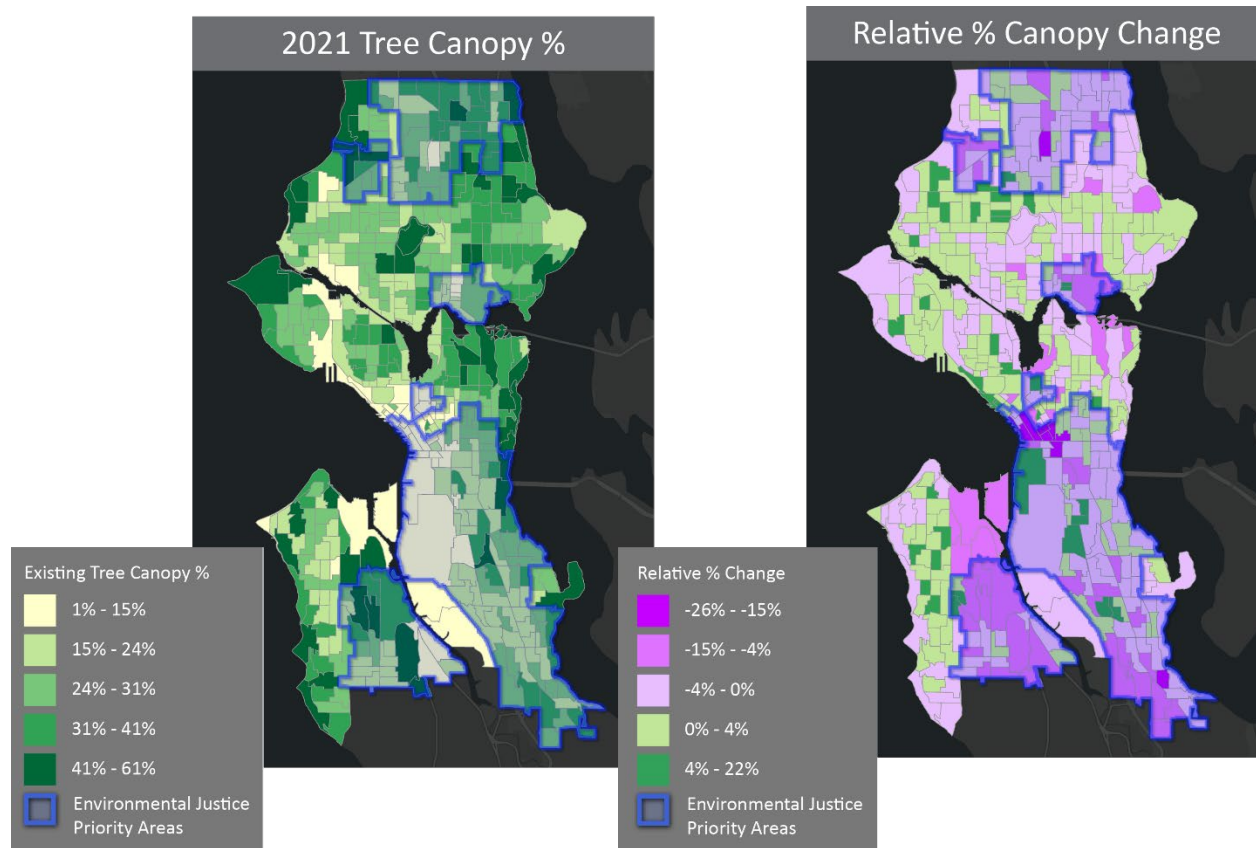 2021 Tree Canopy %
Existing Tree Canopy %
1% - 15%
15% - 24%
24% - 31%
31% - 41%
41% - 61%
Environmental Justice
Priority Areas
Relative % Canopy Change
Relative % Change
-26% - -15%
-15% - -4%
-4% - 0%
0% - 4%
4% - 22%
Environmental Justice
Priority Areas